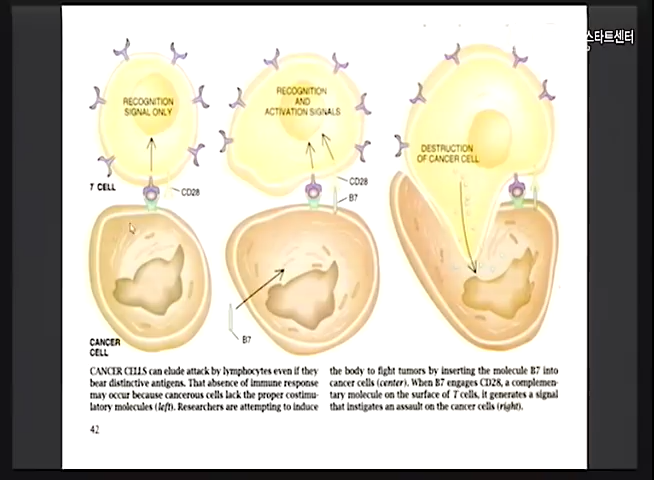 스타트센터
RECOGNITION
SIGNAL ONLY
RECOGNITION
AND
ACTIVATION SIGNALS
DESTRUCTION
OF CANCER CELL
T CELL
CD28
CD28
B7
B7
CANCER
CELL
CANCER CELLS can elude attack by lymphocytes even if they
bear distinctive antigens. That absence of immune response
may occur because cancerous cells lack the proper costimu-
latory molecules (left). Researchers are attempting to induce
the body to fight tumors by inserting the molecule B7 into
cancer cells (center). When B7 engages CD28, a complemen-
tary molecule on the surface of T cells, it generates a signal
that instigates an assault on the cancer cells (right).
42